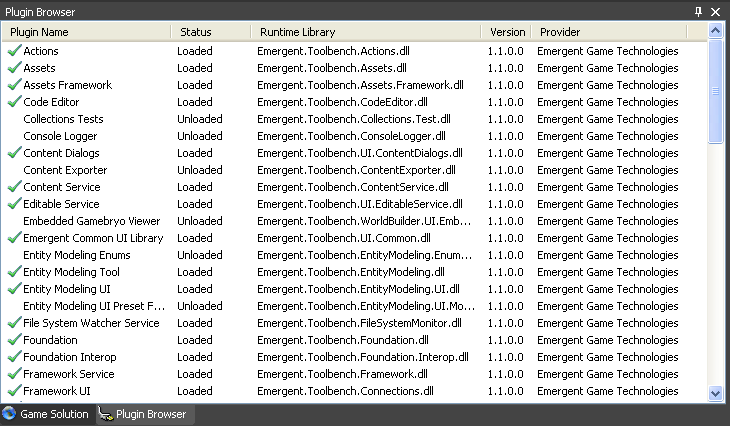 Plugin Browser
Plugin Name Status Runtime Library Version Provider
Actions Loaded Emergent.Toolbench.Actions.dll 1.1.0.0 Emergent Game Technologies
Assets Loaded Emergent.Toolbench.Assets.dll 1.1.0.0 Emergent Game Technologies
Assets Framework Loaded Emergent.Toolbench.Assets.Framework.dll 1.1.0.0 Emergent Game Technologies
Code Editor Loaded Emergent.Toolbench.CodeEditor.dll 1.1.0.0 Emergent Game Technologies
Collections Tests Unloaded Emergent.Toolbench.Collections.Test.dll 1.1.0.0 Emergent Game Technologies
Console Logger Unloaded Emergent.Toolbench.ConsoleLogger.dll 1.1.0.0 Emergent Game Technologies
Content Dialogs Loaded Emergent.Toolbench.UI.ContentDialogs.dll 1.1.0.0 Emergent Game Technologies
Content Exporter Unloaded Emergent.Toolbench.ContentExporter.dll 1.1.0.0 Emergent Game Technologies
Content Service Loaded Emergent.Toolbench.ContentService.dll 1.1.0.0 Emergent Game Technologies
Editable Service Loaded Emergent.Toolbench.UI.EditableService.dll 1.1.0.0 Emergent Game Technologies
Embedded Gamebryo Viewer Unloaded Emergent.Toolbench.WorldBuilder.UI.Emb... 1.1.0.0 Emergent Game Technologies
Emergent Common UI Library Loaded Emergent.Toolbench.UI.Common.dll 1.1.0.0 Emergent Game Technologies
Entity Modeling Enums Unloaded Emergent.Toolbench.EntityModeling.Enum... 1.1.0.0 Emergent Game Technologies
Entity Modeling Tool Loaded Emergent.Toolbench.EntityModeling.dll 1.1.0.0 Emergent Game Technologies
Entity Modeling UI Loaded Emergent.Toolbench.EntityModeling.UI.dll 1.1.0.0 Emergent Game Technologies
Entity Modeling UI Preset F... Unloaded Emergent.Toolbench.EntityModeling.UI.Mo... 1.1.0.0 Emergent Game Technologies
File System Watcher Service Loaded Emergent.Toolbench.FileSystemMonitor.dll 1.1.0.0 Emergent Game Technologies
Foundation Loaded Emergent.Toolbench.Foundation.dll 1.1.0.0 Emergent Game Technologies
Foundation Interop Loaded Emergent.Toolbench.Foundation.Interop.dll 1.1.0.0 Emergent Game Technologies
Framework Service Loaded Emergent.Toolbench.Framework.dll 1.1.0.0 Emergent Game Technologies
Framework UI Loaded Emergent.Toolbench.Connections.dll 1.1.0.0 Emergent Game Technologies
Game Solution Plugin Browser